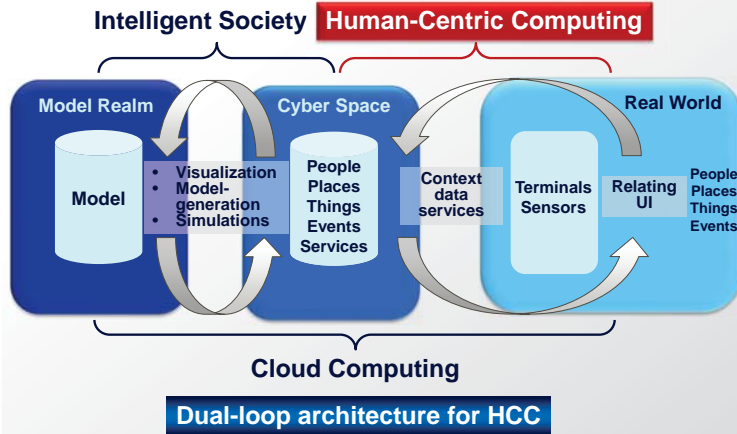 Intelligent Society
Human-Centric Computing
Model Realm
Cyber Space
Real World
Model
• Visualization
• Model-
generation
• Simulations
People
Places
Things
Events
Services
Context
data
services
Terminals
Sensors
Relating
UI
People
Places
Things
Events
Cloud Computing
Dual-loop architecture for HCC